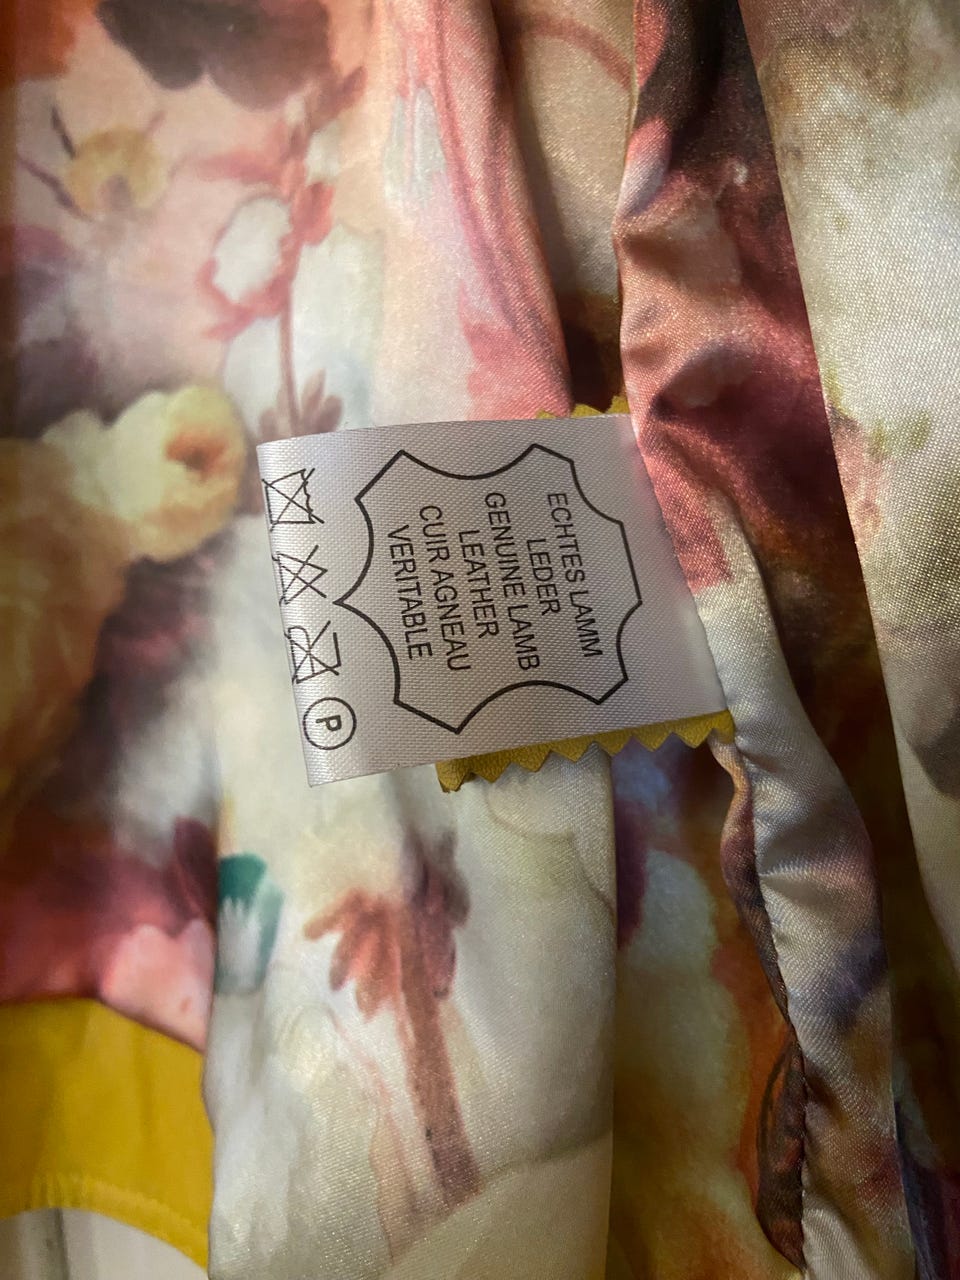 ECHTES LAMM
LEDER
GENUINE LAMB
LEATHER
CUIR AGNEAU
VERITABLE
P